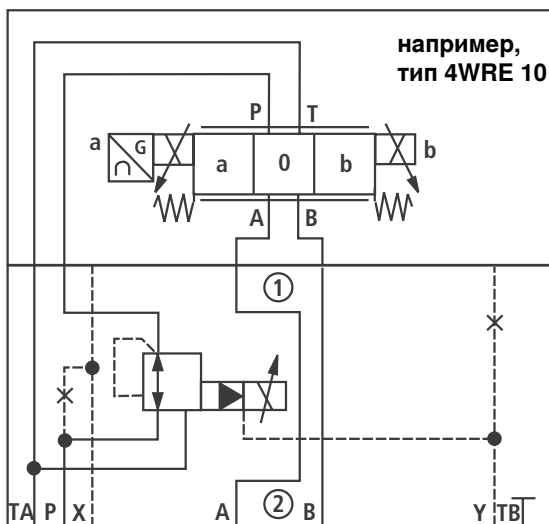 например,
тип 4WRE 10
P T
a G a 0 b b
A B
1
2
TA P X A B Y TB